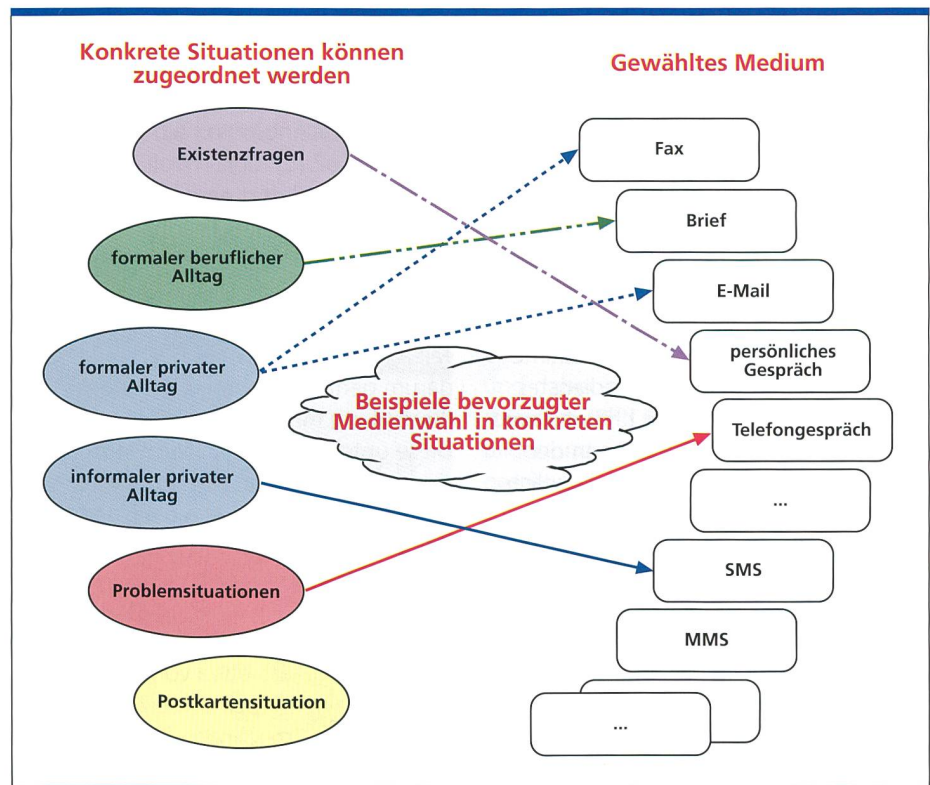 Konkrete Situationen können
zugeordnet werden
Gewähltes Medium
Existenzfragen
formaler beruflicher
Alltag
formaler privater
Alltag
informaler privater
Alltag
Problemsituationen
Postkartensituation
Beispiele bevorzugter
Medienwahl in konkreten
Situationen
Fax
Brief
E-Mail
persönliches
Gespräch
Telefongespräch
...
SMS
MMS
...